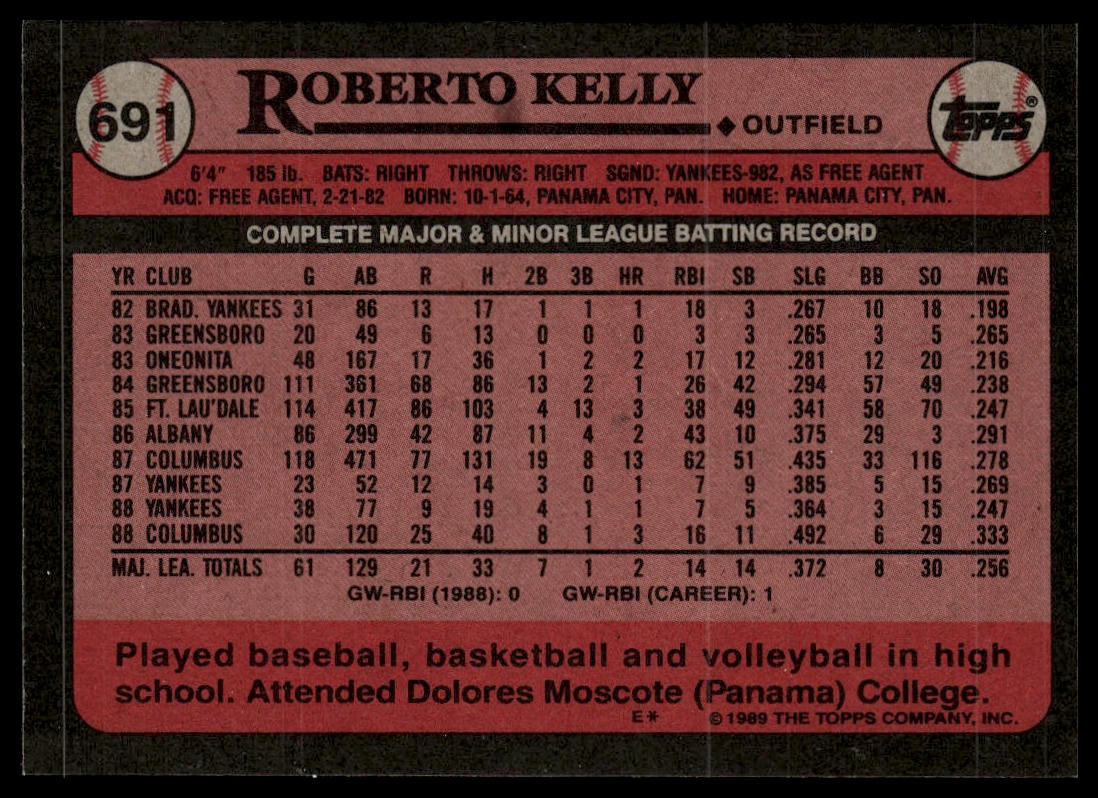 691
ROBERTO KELLY
◆ OUTFIELD
TOPPS®
6'4" 185 lb. BATS: RIGHT THROWS: RIGHT SGND: YANKEES-982, AS FREE AGENT
ACQ: FREE AGENT, 2-21-82 BORN: 10-1-64, PANAMA CITY, PAN. HOME: PANAMA CITY, PAN.
COMPLETE MAJOR & MINOR LEAGUE BATTING RECORD
YR CLUB G AB R H 2B 3B HR RBI SB SLG BB SO AVG
82 BRAD. YANKEES 31 86 13 17 1 1 1 18 3 .267 10 18 .198
83 GREENSBORO 20 49 6 13 0 0 0 3 3 .265 3 5 .265
83 ONEONITA 48 167 17 36 1 2 2 17 12 .281 12 20 .216
84 GREENSBORO 111 361 68 86 13 2 1 26 42 .294 57 49 .238
85 FT. LAU'DALE 114 417 86 103 4 13 3 38 49 .341 58 70 .247
86 ALBANY 86 299 42 87 11 4 2 43 10 .375 29 3 .291
87 COLUMBUS 118 471 77 131 19 8 13 62 51 .435 33 116 .278
87 YANKEES 23 52 12 14 3 0 1 7 9 .385 5 15 .269
88 YANKEES 38 77 9 19 4 1 1 7 5 .364 3 15 .247
88 COLUMBUS 30 120 25 40 8 1 3 16 11 .492 6 29 .333
MAJ. LEA. TOTALS 61 129 21 33 7 1 2 14 14 .372 8 30 .256
GW-RBI (1988): 0 GW-RBI (CAREER): 1
Played baseball, basketball and volleyball in high
school. Attended Dolores Moscote (Panama) College.
E* © 1989 THE TOPPS COMPANY, INC.